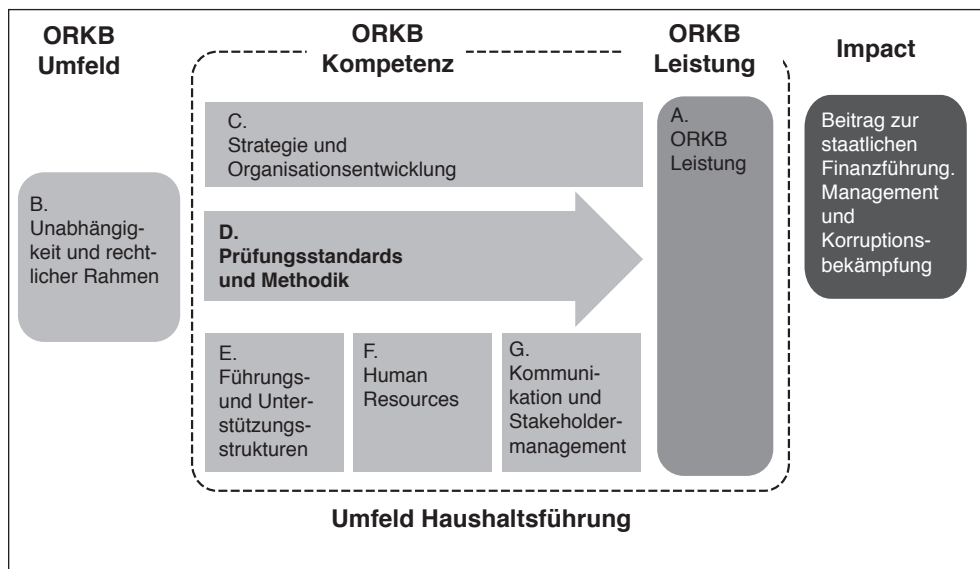 ORKB
Umfeld
ORKB
Kompetenz
ORKB
Leistung
Impact
B.
Unabhängig-
keit und recht-
licher Rahmen
C.
Strategie und
Organisationsentwicklung
D.
Prüfungsstandards
und Methodik
E.
Führungs-
und Unter-
stützungs-
strukturen
F.
Human
Resources
G.
Kommuni-
kation und
Stakeholder-
management
A.
ORKB
Leistung
Beitrag zur
staatlichen
Finanzführung.
Management
und
Korruptions-
bekämpfung
Umfeld Haushaltsführung